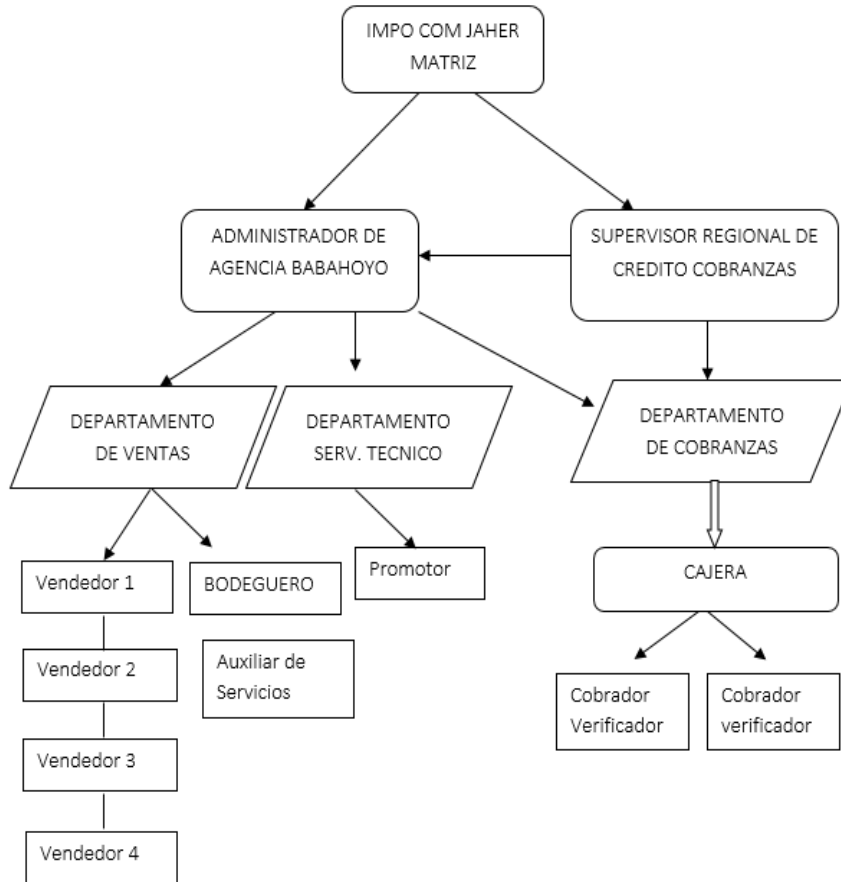 IMPO COM JAHER
MATRIZ
ADMINISTRADOR DE
AGENCIA BABAHOYO
SUPERVISOR REGIONAL DE
CREDITO COBRANZAS
DEPARTAMENTO
DE VENTAS
DEPARTAMENTO
SERV. TECNICO
DEPARTAMENTO
DE COBRANZAS
Vendedor 1
BODEGUERO
Promotor
CAJERA
Vendedor 2
Auxiliar de
Servicios
Cobrador
Verificador
Cobrador
verificador
Vendedor 3
Vendedor 4